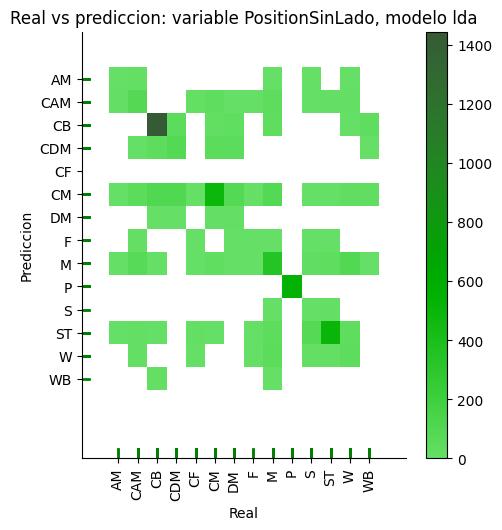 Real vs prediccion: variable PositionSinLado, modelo lda
AM
CAM
CB
CDM
CF
CM
DM
F
M
P
S
ST
W
WB
Prediccion
AM
CAM
CB
CDM
CF
CM
DM
F
M
P
S
ST
W
WB
Real
1400
1200
1000
800
600
400
200
0